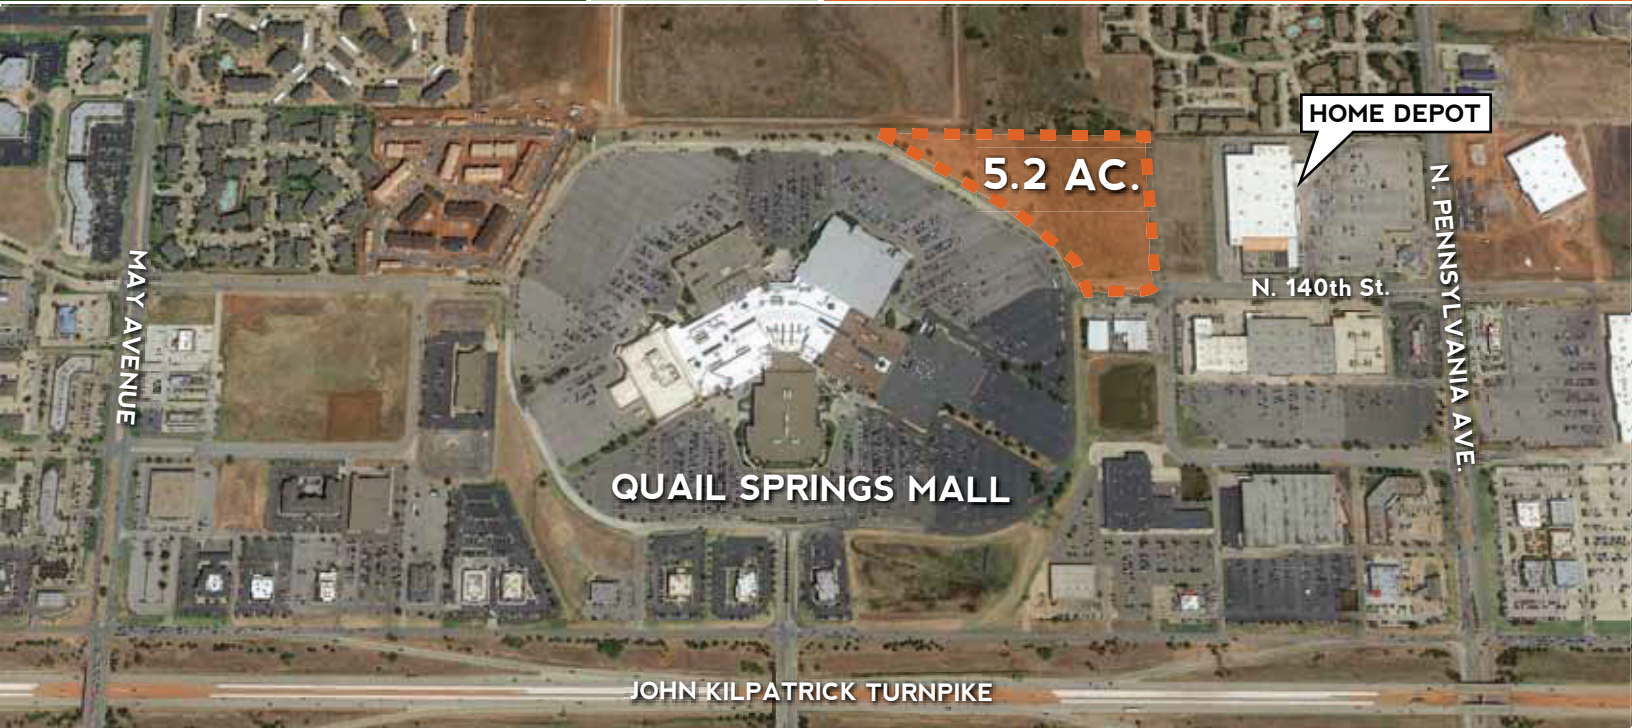 HOME DEPOT
5.2 AC.
N. PENNSYLVANIA AVE.
MAY AVENUE
N. 140th St.
QUAIL SPRINGS MALL
JOHN KILPATRICK TURNPIKE